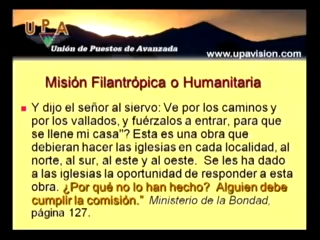 UPA
Unión de Puestos de Avanzada
www.upavision.com
Misión Filantrópica o Humanitaria
Y dijo el señor al siervo: Ve por los caminos y
por los vallados, y fuérzalos a entrar, para que
se llene mi casa"? Esta es una obra que
debieran hacer las iglesias en cada localidad, al
norte, al sur, al este y al oeste. Se les ha dado
a las iglesias la oportunidad de responder a esta
obra. ¿Por qué no lo han hecho? Alguien debe
cumplir la comisión." Ministerio de la Bondad,
página 127.